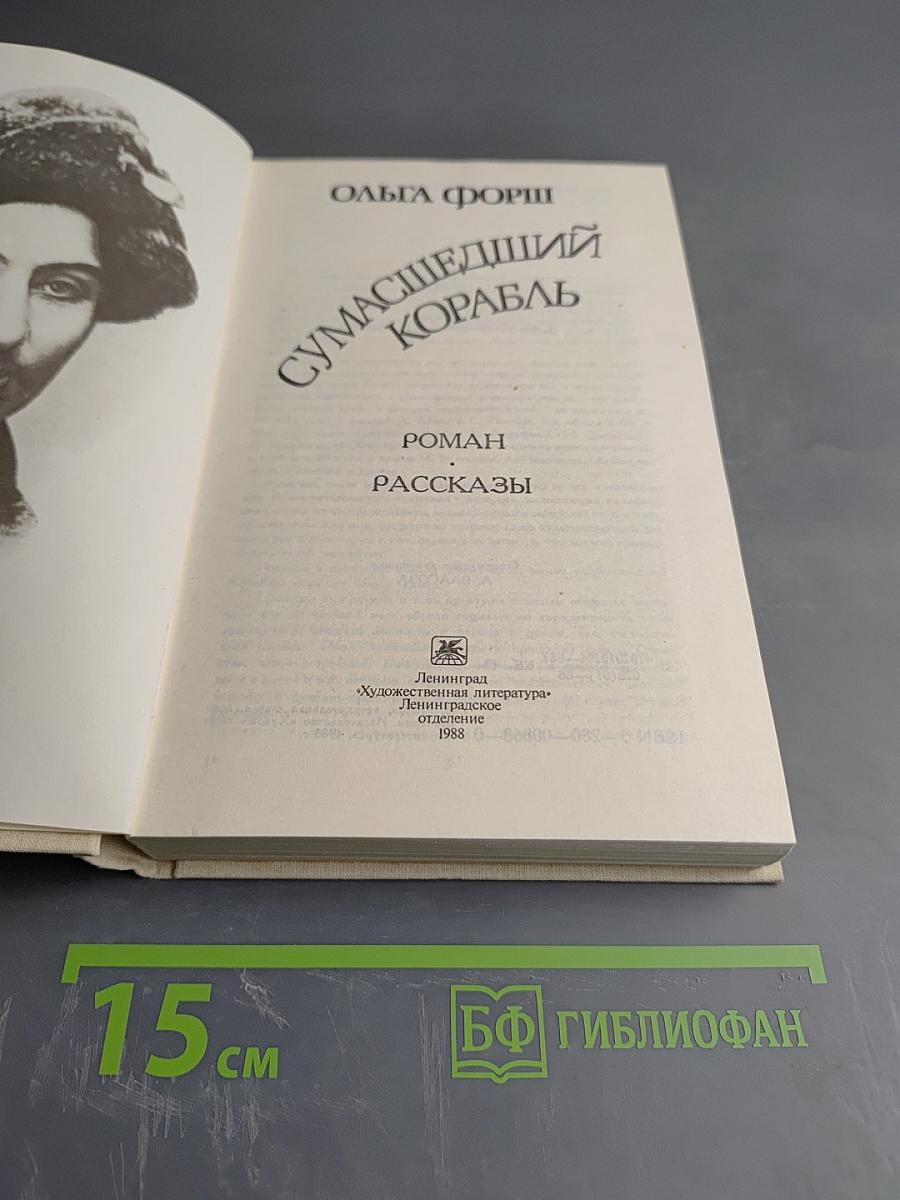 ОЛЬГА ФОРШ
СУМАСШЕДШИЙ
КОРАБЛЬ
РОМАН
·
РАССКАЗЫ
Ленинград
«Художественная литература»
Ленинградское
отделение
1988
15 см
БФ ГИБЛИОФАН